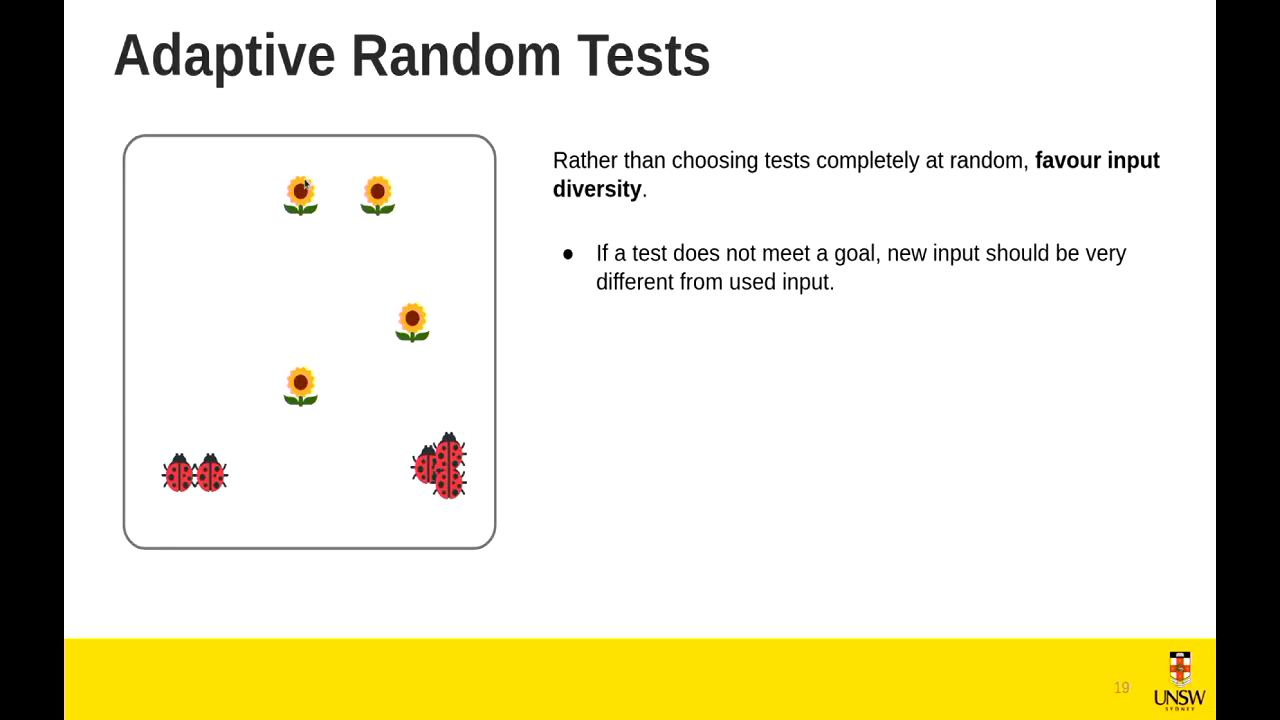 Adaptive Random Tests
Rather than choosing tests completely at random, favour input
diversity.
● If a test does not meet a goal, new input should be very
different from used input.
19
UNSW
SYDNEY